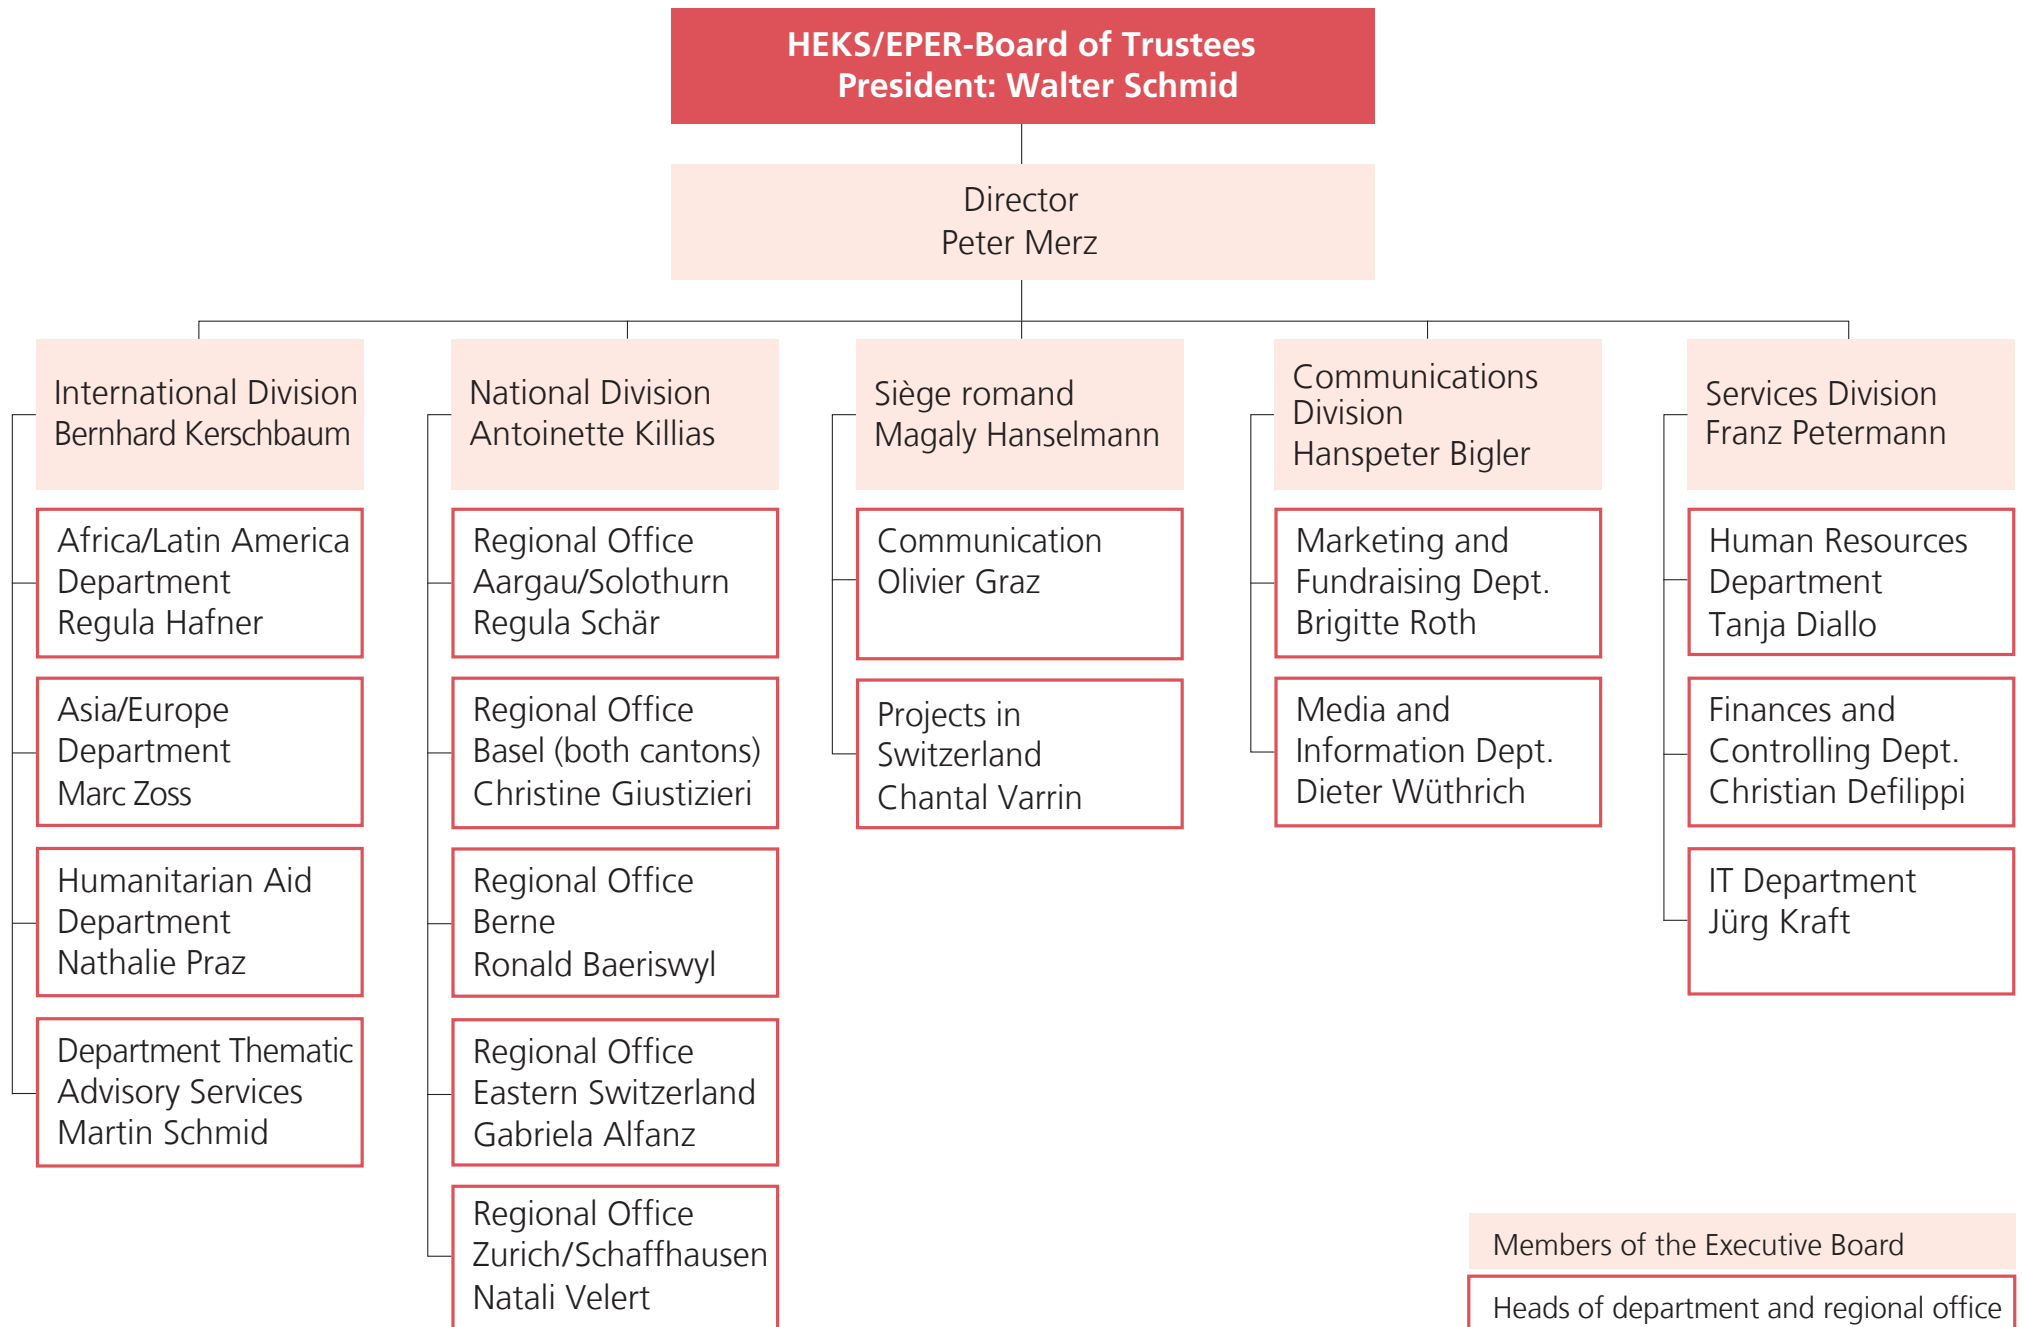 HEKS/EPER-Board of Trustees
President: Walter Schmid
Director
Peter Merz
International Division
Bernhard Kerschbaum
Africa/Latin America
Department
Regula Hafner
Asia/Europe
Department
Marc Zoss
Humanitarian Aid
Department
Nathalie Praz
Department Thematic
Advisory Services
Martin Schmid
National Division
Antoinette Killias
Regional Office
Aargau/Solothurn
Regula Schär
Regional Office
Basel (both cantons)
Christine Giustizieri
Regional Office
Berne
Ronald Baeriswyl
Regional Office
Eastern Switzerland
Gabriela Alfanz
Regional Office
Zurich/Schaffhausen
Natali Velert
Siège romand
Magaly Hanselmann
Communication
Olivier Graz
Projects in
Switzerland
Chantal Varrin
Communications
Division
Hanspeter Bigler
Marketing and
Fundraising Dept.
Brigitte Roth
Media and
Information Dept.
Dieter Wüthrich
Services Division
Franz Petermann
Human Resources
Department
Tanja Diallo
Finances and
Controlling Dept.
Christian Defilippi
IT Department
Jürg Kraft
Members of the Executive Board
Heads of department and regional office